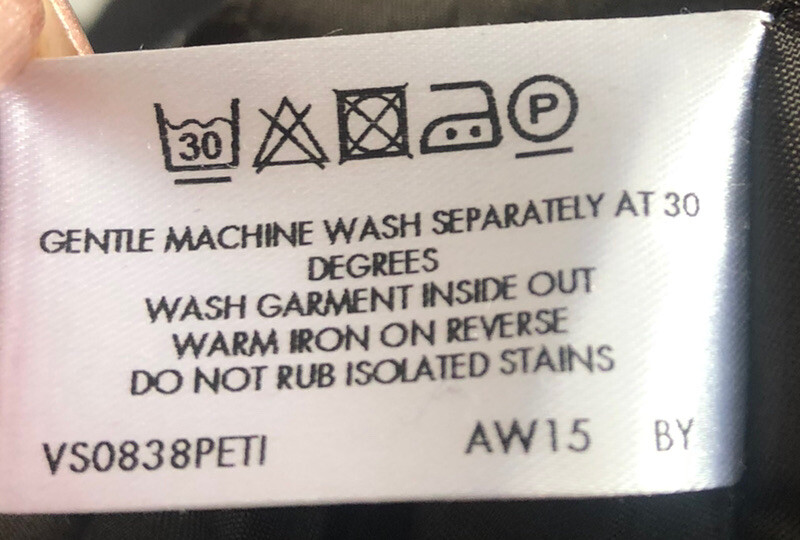 30 P
GENTLE MACHINE WASH SEPARATELY AT 30
DEGREES
WASH GARMENT INSIDE OUT
WARM IRON ON REVERSE
DO NOT RUB ISOLATED STAINS
VS0838PETI AW15 BY